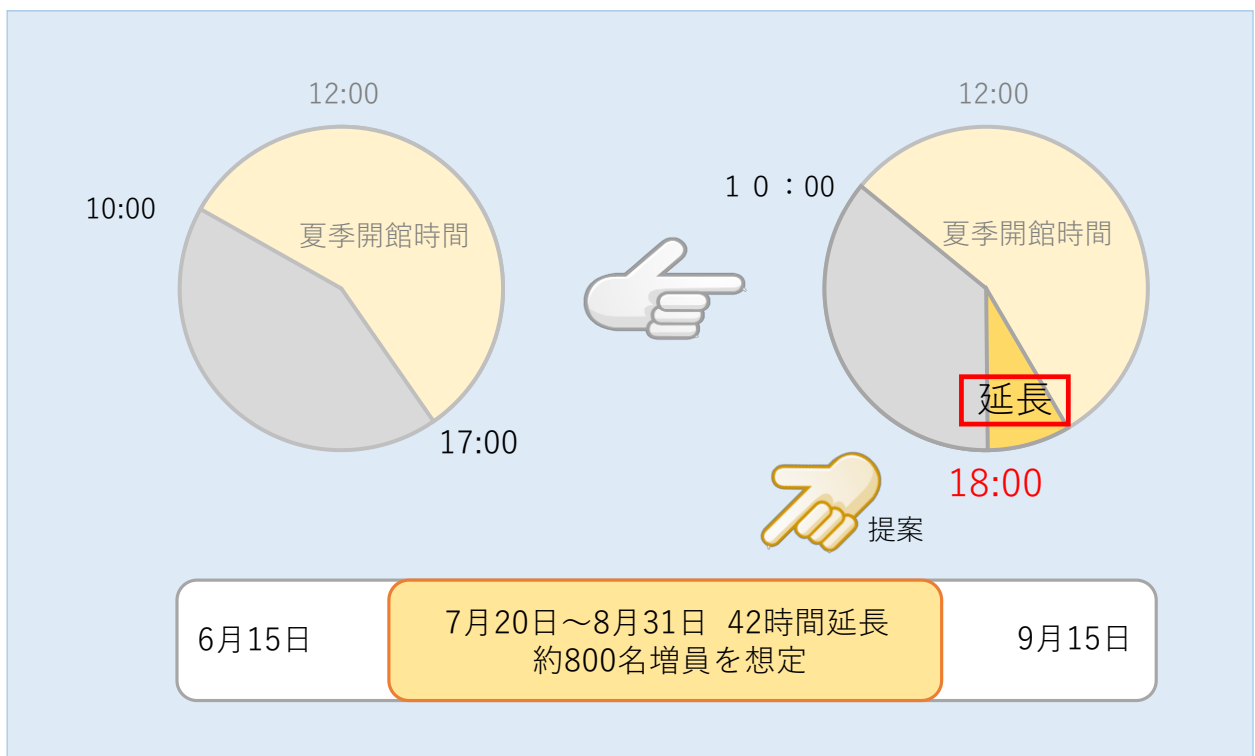 12:00
10:00
夏季開館時間
17:00
12:00
１０：00
夏季開館時間
延長
18:00
提案
6月15日
7月20日～8月31日 42時間延長
約800名増員を想定
9月15日